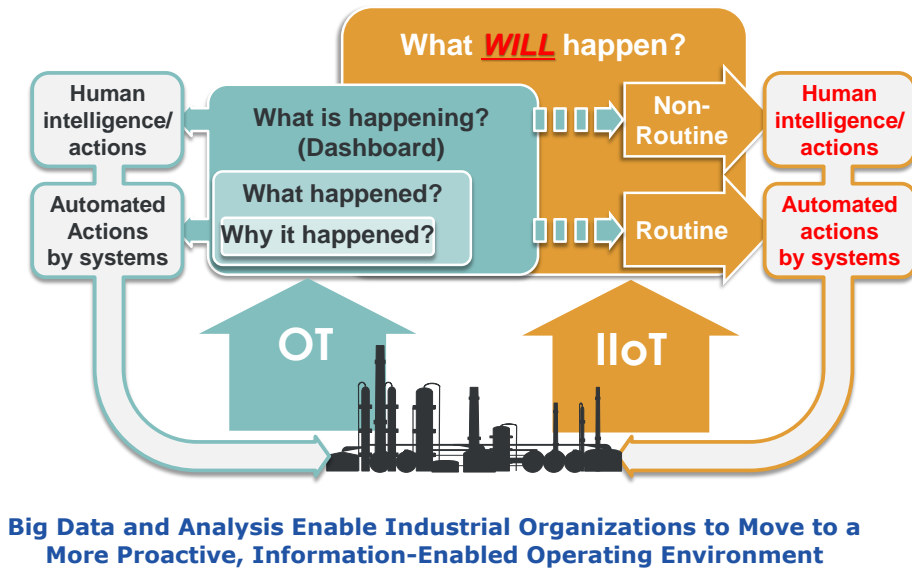 What WILL happen?
Human
intelligence/
actions
What is happening?
(Dashboard)
Non-
Routine
Human
intelligence/
actions
Automated
Actions
by systems
What happened?
Why it happened?
Routine
Automated
actions
by systems
OT
IIoT
Big Data and Analysis Enable Industrial Organizations to Move to a
More Proactive, Information-Enabled Operating Environment